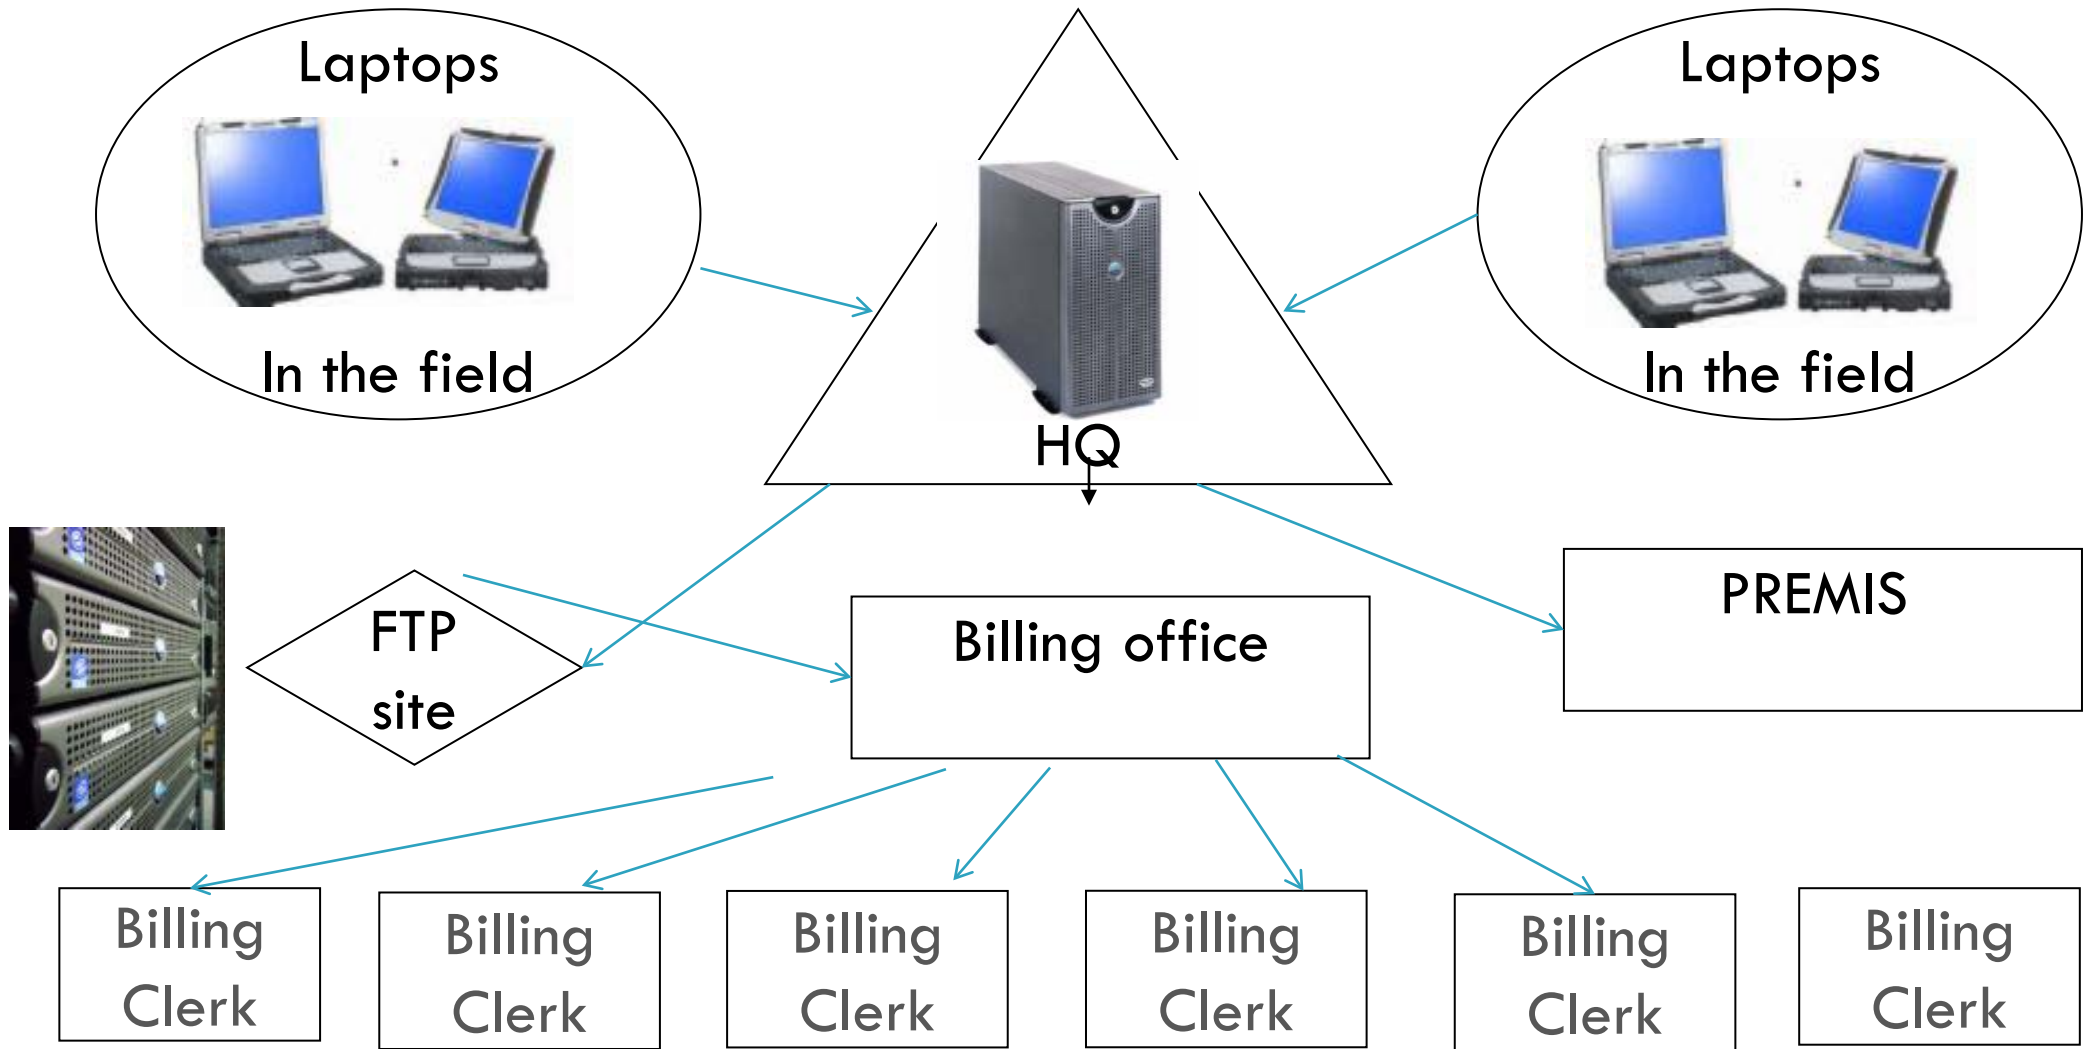 Laptops
In the field
HQ
Laptops
In the field
FTP
site
Billing office
PREMIS
Billing
Clerk
Billing
Clerk
Billing
Clerk
Billing
Clerk
Billing
Clerk
Billing
Clerk